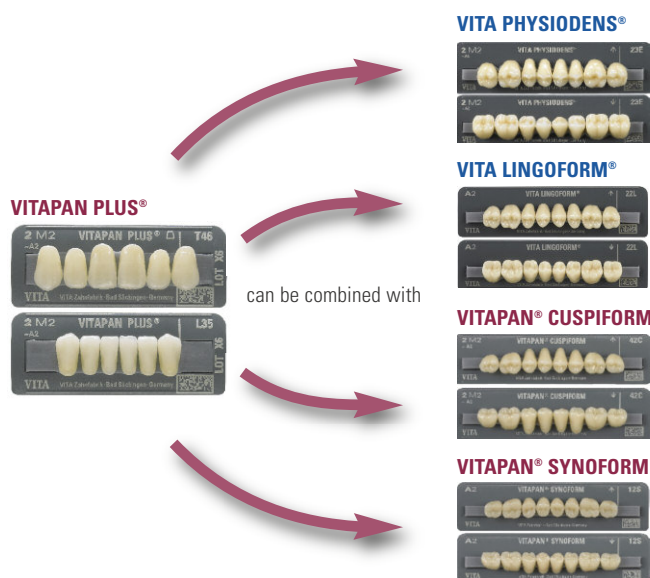 VITA PHYSIODENS®
2 M2 VITA PHYSIODENS® 23E
VITA PHYSIODENS® 23E
VITA LINGOFORM®
A2 VITA LINGOFORM® 22L
VITA
A2 VITA LINGOFORM® 22L
VITA
VITAPAN PLUS®
2 M2 VITAPAN PLUS® T46
~A2
LOT X6
VITA VITA Zahnfabrik·Bad Säckingen·Germany
2 M2 VITAPAN PLUS® L35
~A2
LOT X6
VITA VITA Zahnfabrik·Bad Säckingen·Germany
can be combined with
VITAPAN® CUSPIFORM
2 M2 VITAPAN® CUSPIFORM 42C
VITA
2 M2 VITAPAN® CUSPIFORM 42C
VITA
VITAPAN® SYNOFORM
A2 VITAPAN® SYNOFORM 12S
VITA
A2 VITAPAN® SYNOFORM 12S
VITA